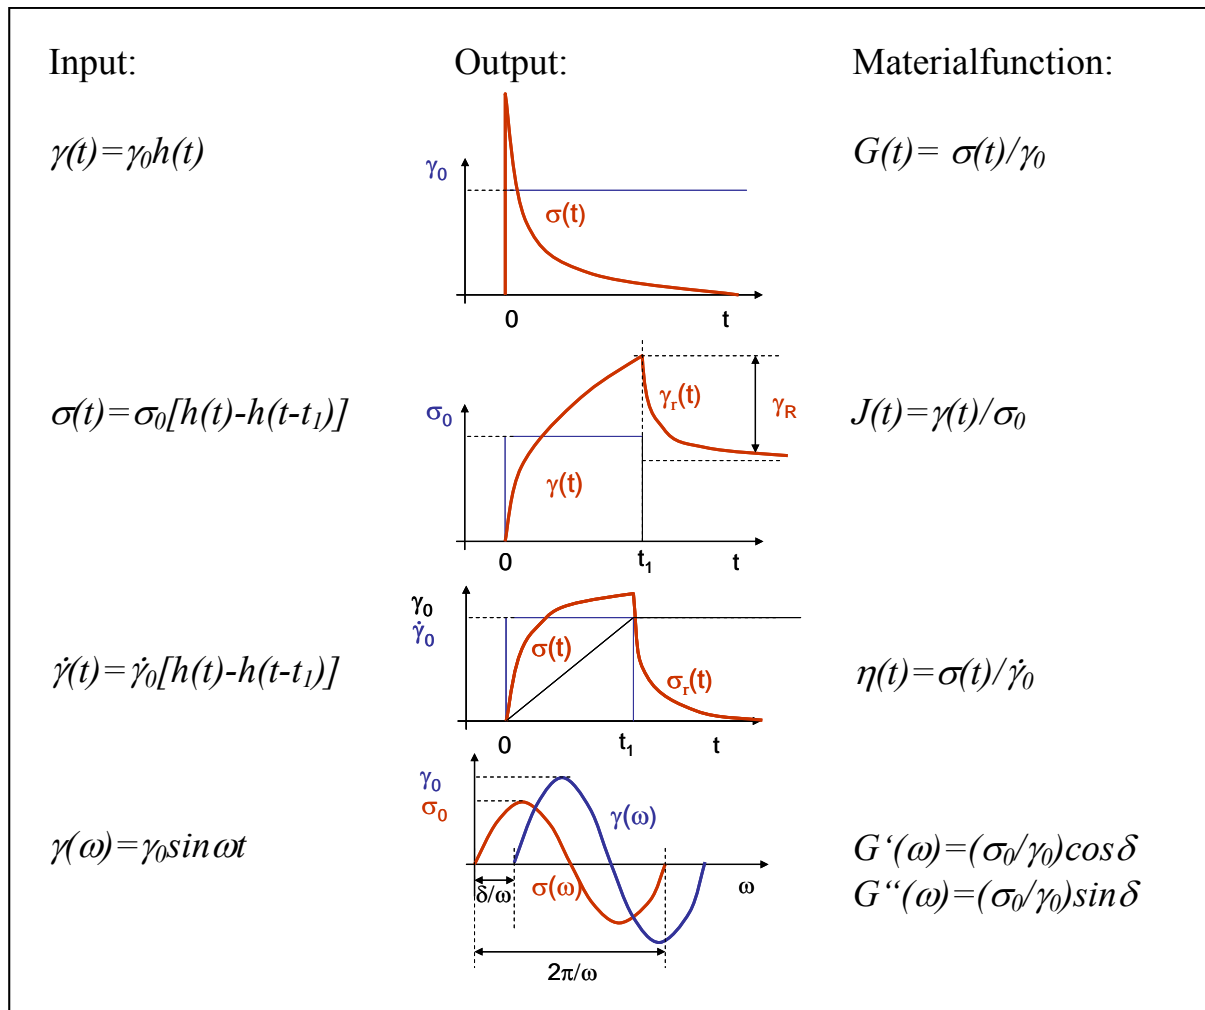 Input:
Output:
Materialfunction:
γ(t)=γ₀h(t)
γ₀
σ(t)
0
t
G(t)= σ(t)/γ₀
σ(t)=σ₀[h(t)-h(t-t₁)]
σ₀
γ(t)
γᵣ(t)
γR
0
t₁
t
J(t)=γ(t)/σ₀
γ̇(t)=γ̇₀[h(t)-h(t-t₁)]
γ₀
γ̇₀
σ(t)
σᵣ(t)
0
t₁
t
η(t)=σ(t)/γ̇₀
γ(ω)=γ₀sinωt
γ₀
σ₀
γ(ω)
σ(ω)
δ/ω
ω
2π/ω
G‘(ω)=(σ₀/γ₀)cosδ
G“(ω)=(σ₀/γ₀)sinδ